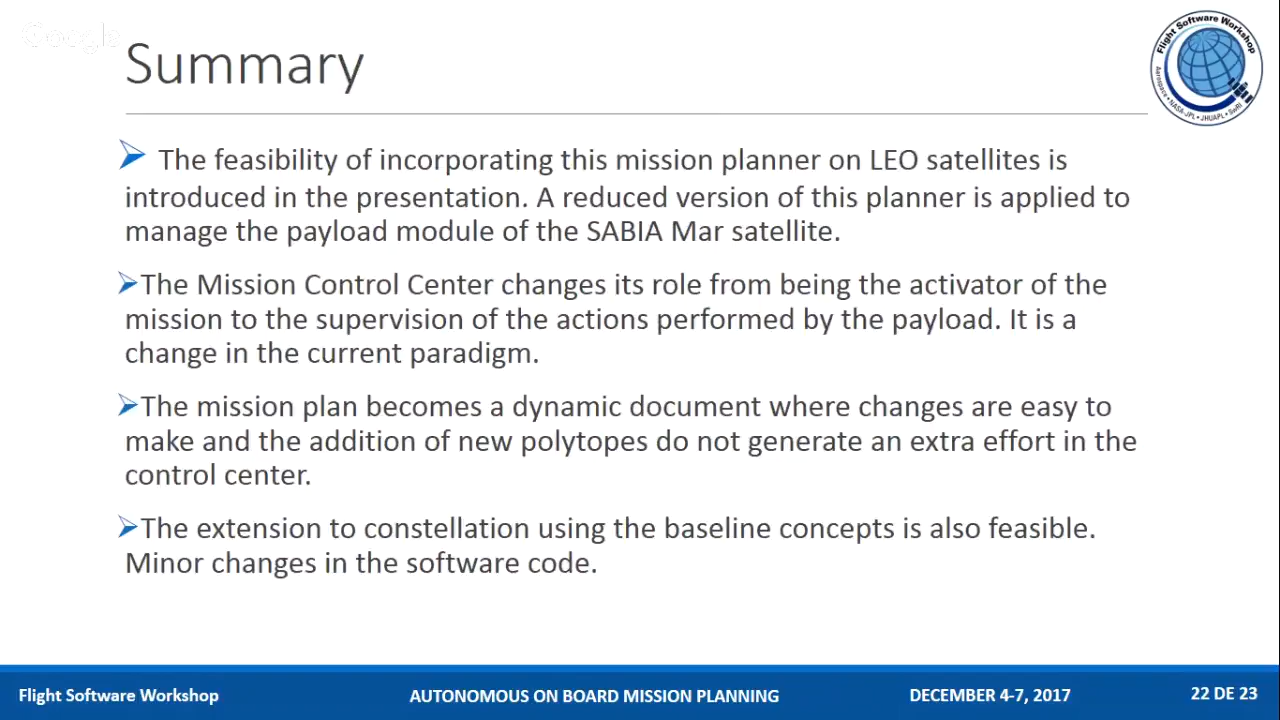 Google
Summary
Flight Software Workshop
Aerospace • NASA-JPL • JHUAPL • SwRI
The feasibility of incorporating this mission planner on LEO satellites is
introduced in the presentation. A reduced version of this planner is applied to
manage the payload module of the SABIA Mar satellite.
The Mission Control Center changes its role from being the activator of the
mission to the supervision of the actions performed by the payload. It is a
change in the current paradigm.
The mission plan becomes a dynamic document where changes are easy to
make and the addition of new polytopes do not generate an extra effort in the
control center.
The extension to constellation using the baseline concepts is also feasible.
Minor changes in the software code.
Flight Software Workshop
AUTONOMOUS ON BOARD MISSION PLANNING
DECEMBER 4-7, 2017
22 DE 23